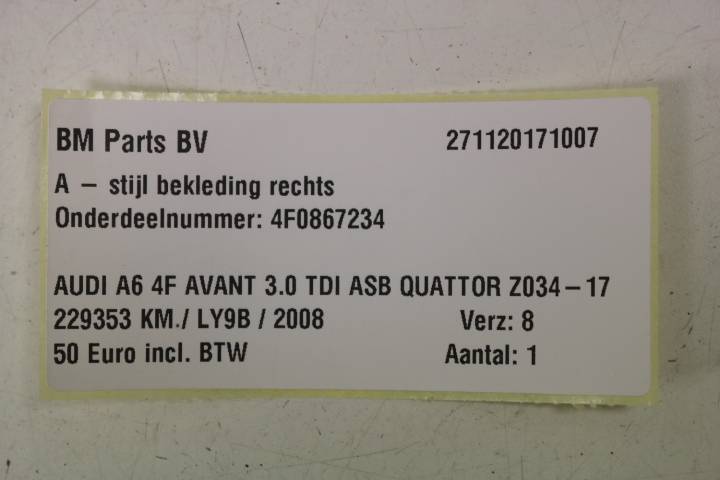 BM Parts BV 271120171007
A - stijl bekleding rechts
Onderdeelnummer: 4F0867234
AUDI A6 4F AVANT 3.0 TDI ASB QUATTOR Z034-17
229353 KM./ LY9B / 2008 Verz: 8
50 Euro incl. BTW Aantal: 1